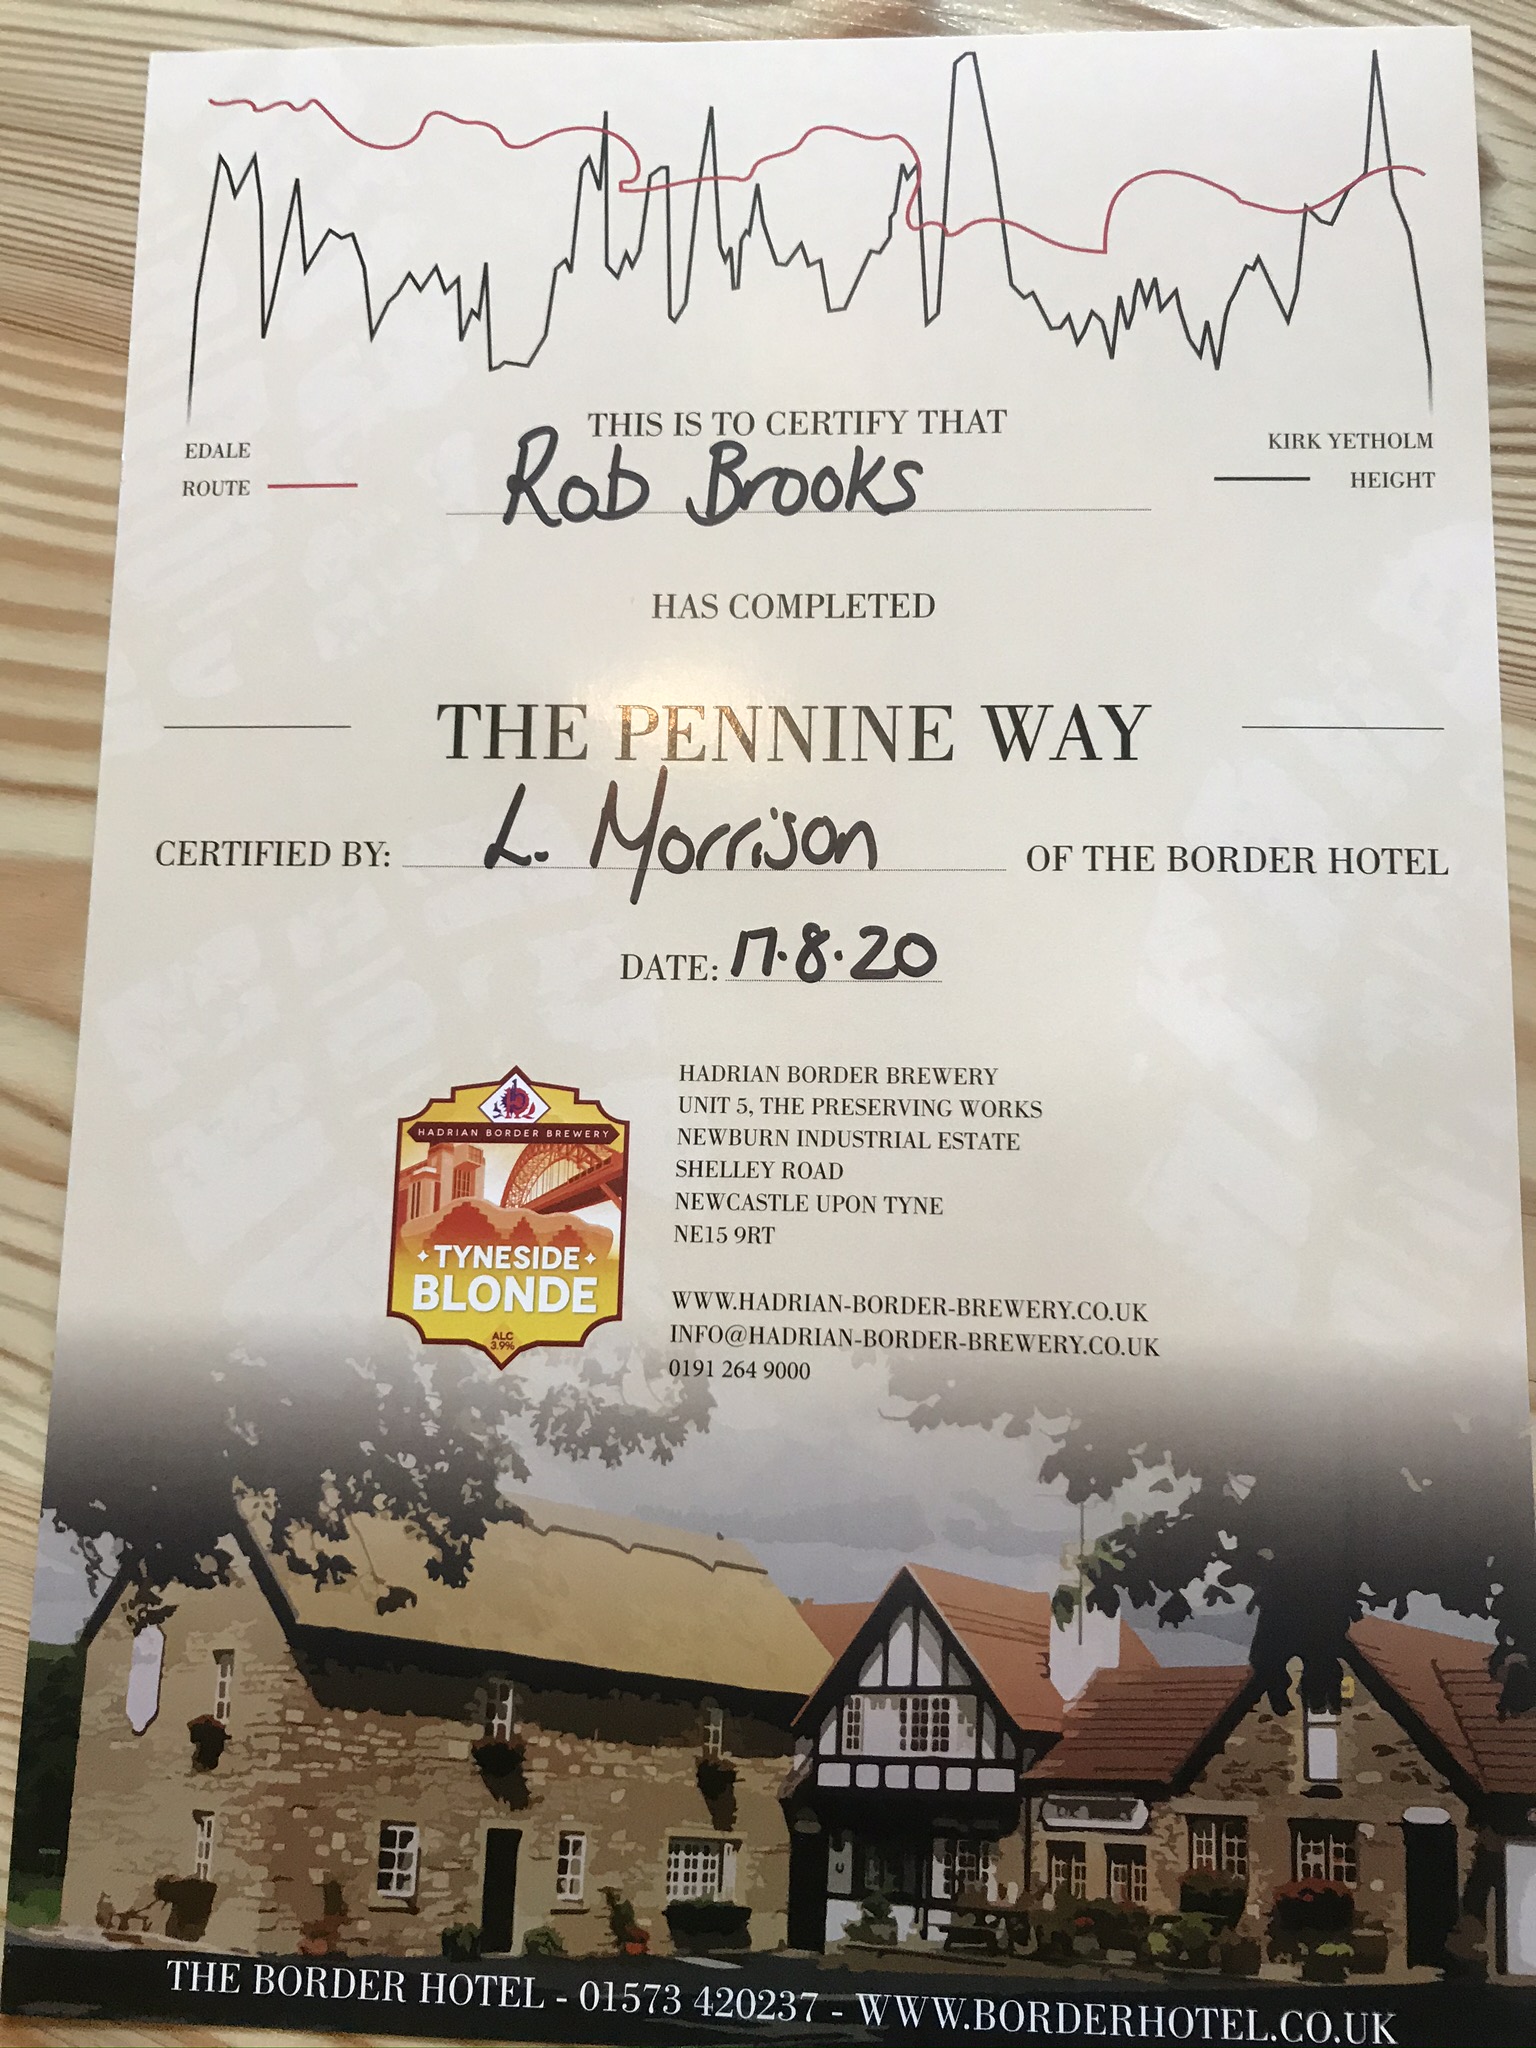 THIS IS TO CERTIFY THAT
EDALE
KIRK YETHOLM
ROUTE
HEIGHT
Rob Brooks
HAS COMPLETED
THE PENNINE WAY
CERTIFIED BY: L. Morrison OF THE BORDER HOTEL
DATE: 17.8.20
HADRIAN BORDER BREWERY
TYNESIDE
BLONDE
ALC
3.9%
HADRIAN BORDER BREWERY
UNIT 5, THE PRESERVING WORKS
NEWBURN INDUSTRIAL ESTATE
SHELLEY ROAD
NEWCASTLE UPON TYNE
NE15 9RT
WWW.HADRIAN-BORDER-BREWERY.CO.UK
INFO@HADRIAN-BORDER-BREWERY.CO.UK
0191 264 9000
THE BORDER HOTEL - 01573 420237 - WWW.BORDERHOTEL.CO.UK